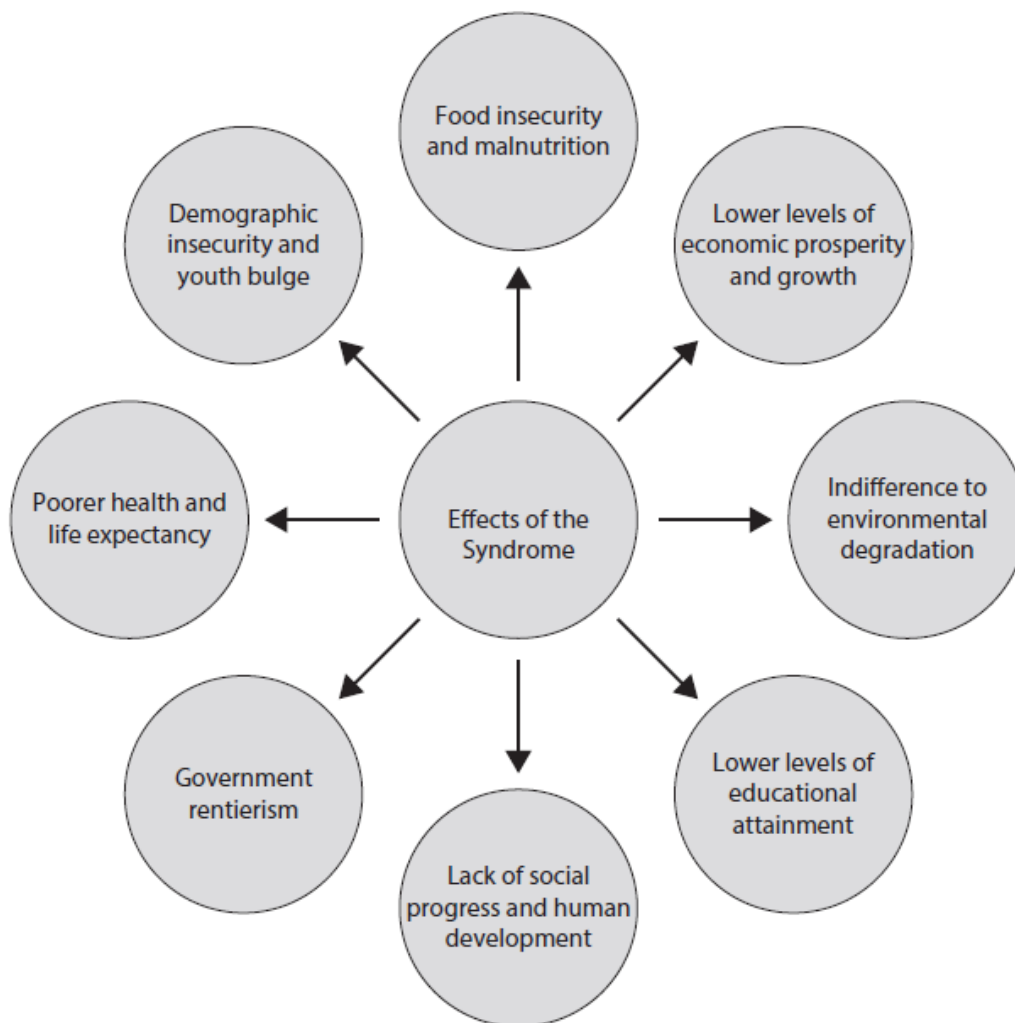 Food insecurity
and malnutrition
Lower levels of
economic prosperity
and growth
Indifference to
environmental
degradation
Lower levels of
educational
attainment
Lack of social
progress and human
development
Government
rentierism
Poorer health and
life expectancy
Demographic
insecurity and
youth bulge
Effects of the
Syndrome